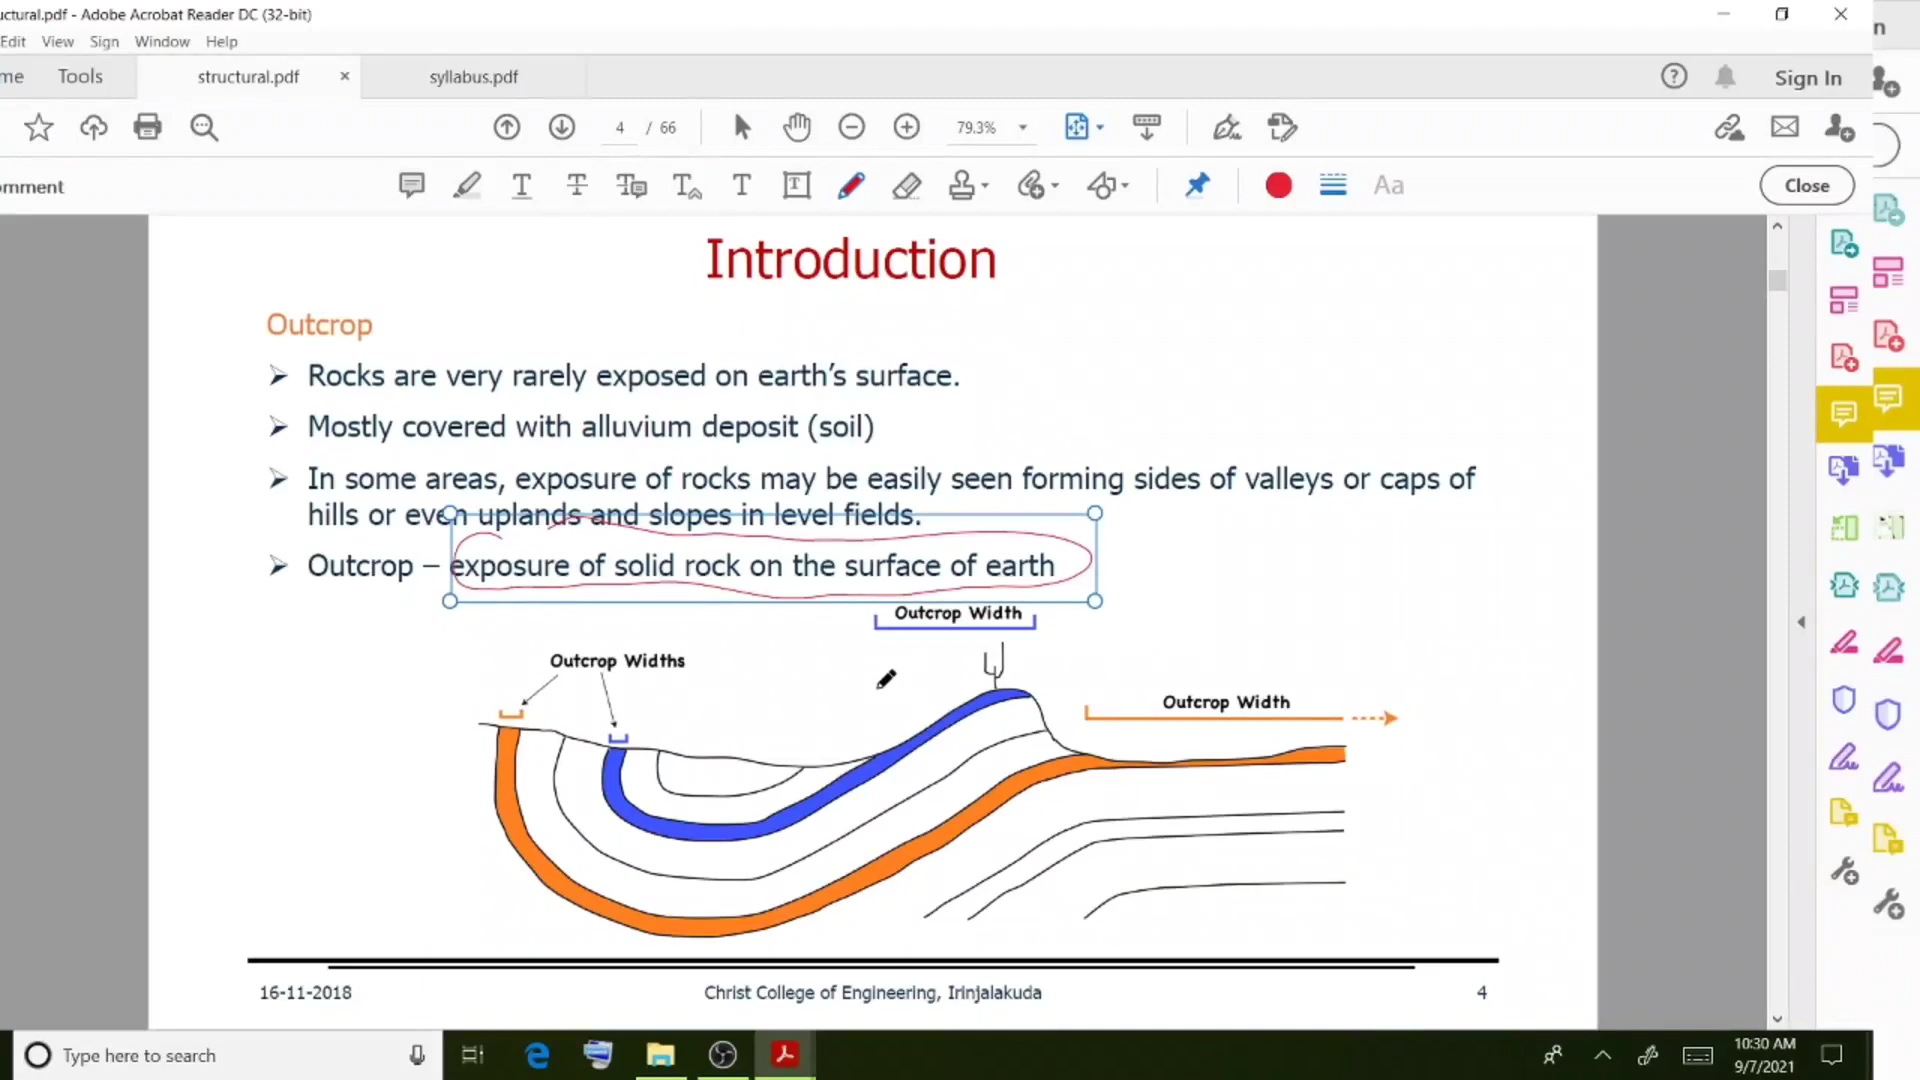 uctural.pdf - Adobe Acrobat Reader DC (32-bit)
Edit View Sign Window Help
me Tools structural.pdf × syllabus.pdf Sign In
4 / 66 79.3%
omment Aa Close
Introduction
Outcrop
➢ Rocks are very rarely exposed on earth’s surface.
➢ Mostly covered with alluvium deposit (soil)
➢ In some areas, exposure of rocks may be easily seen forming sides of valleys or caps of
hills or even uplands and slopes in level fields.
➢ Outcrop – exposure of solid rock on the surface of earth
Outcrop Width
Outcrop Widths
Outcrop Width
16-11-2018 Christ College of Engineering, Irinjalakuda 4
Type here to search
10:30 AM
9/7/2021